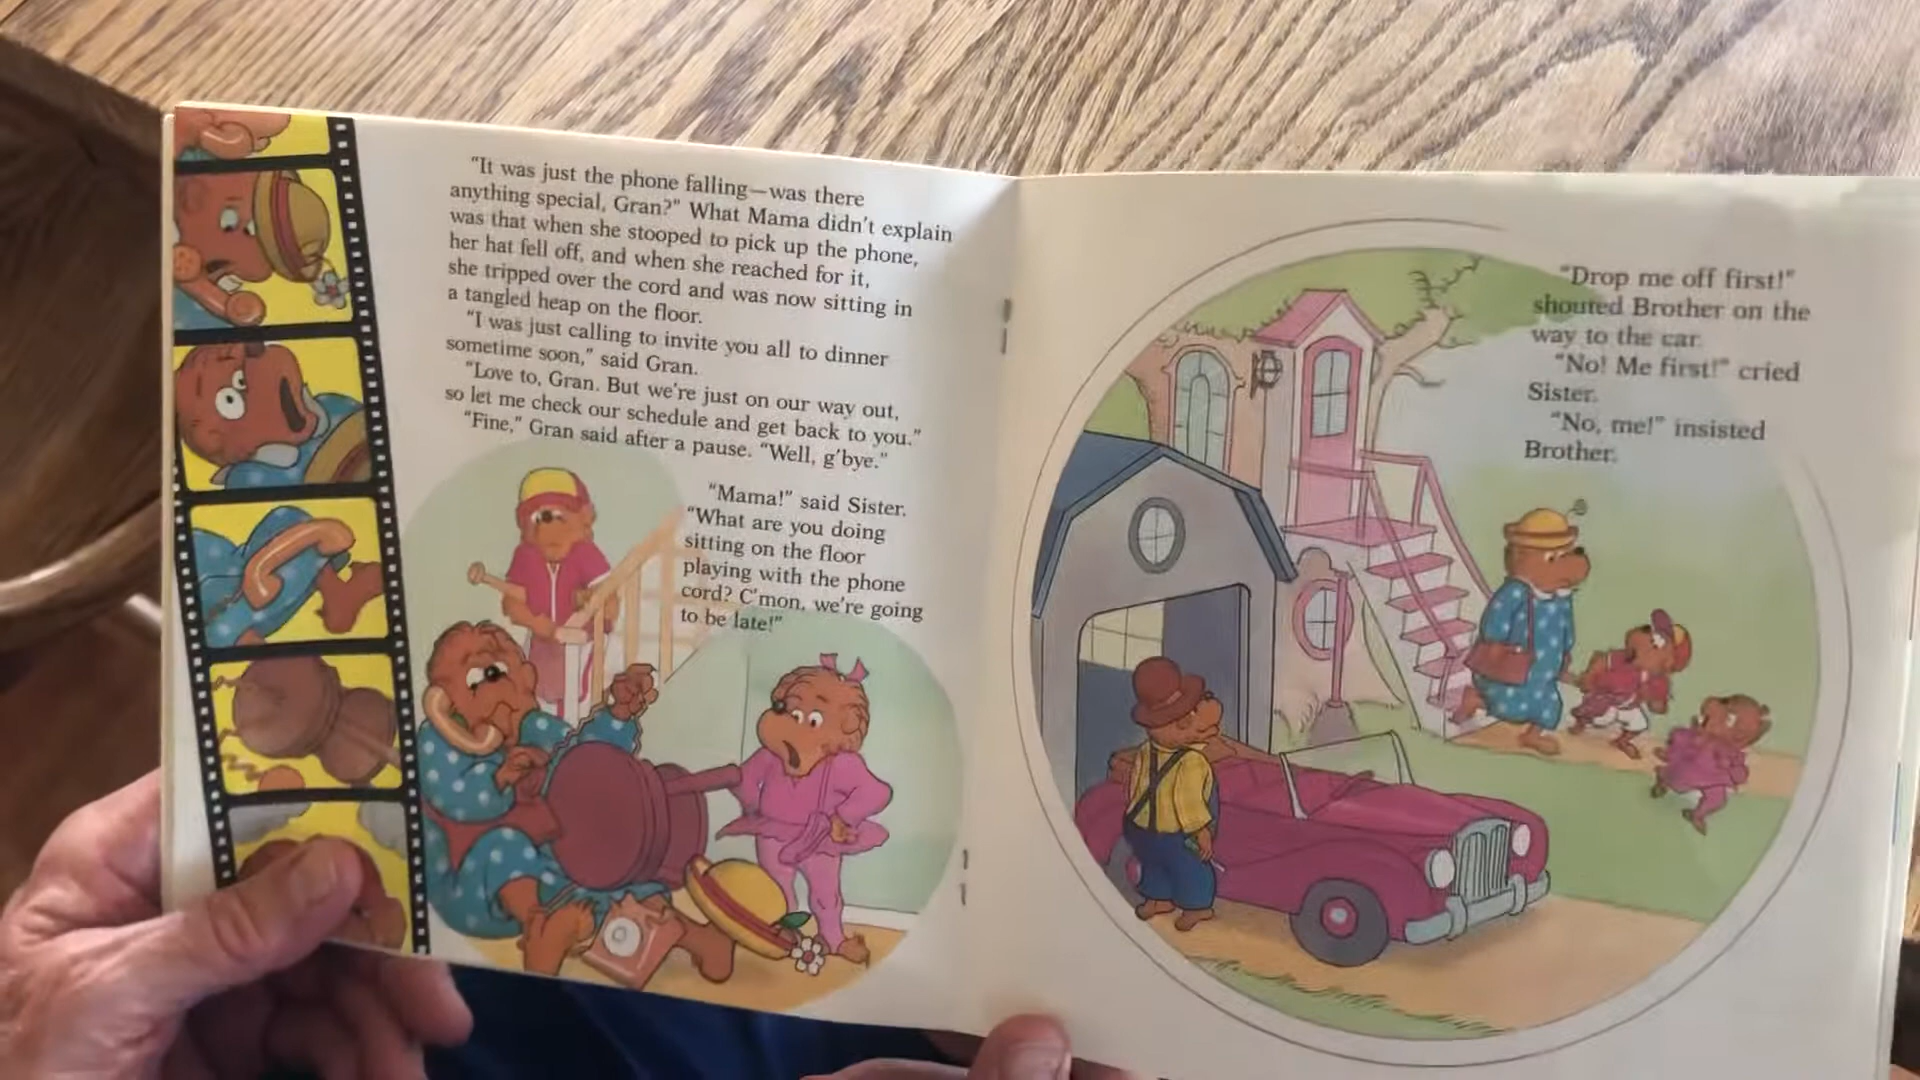 "It was just the phone falling—was there
anything special, Gran?" What Mama didn't explain
was that when she stooped to pick up the phone,
her hat fell off, and when she reached for it,
she tripped over the cord and was now sitting in
a tangled heap on the floor.
"I was just calling to invite you all to dinner
sometime soon," said Gran.
"Love to, Gran. But we're just on our way out,
so let me check our schedule and get back to you."
"Fine," Gran said after a pause. "Well, g'bye."
"Mama!" said Sister.
"What are you doing
sitting on the floor
playing with the phone
cord? C'mon, we're going
to be late!"
"Drop me off first!"
shouted Brother on the
way to the car.
"No! Me first!" cried
Sister.
"No, me!" insisted
Brother.